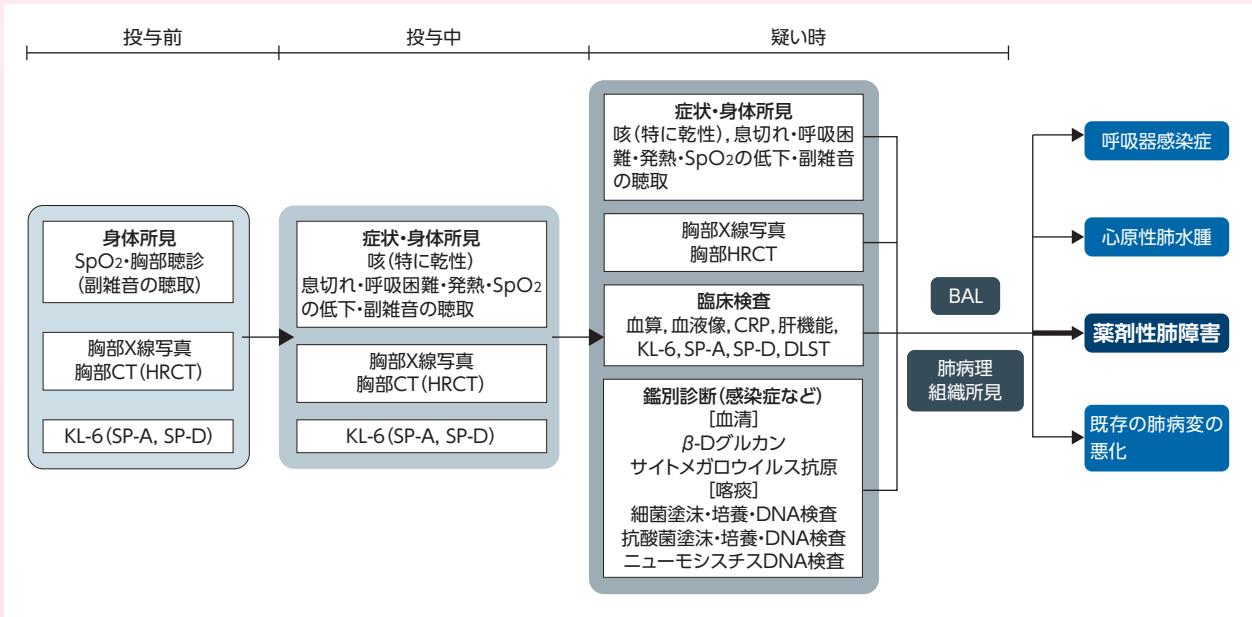 投与前
投与中
疑い時
身体所見
SpO2・胸部聴診
(副雑音の聴取)
胸部X線写真
胸部CT(HRCT)
KL-6(SP-A, SP-D)
症状・身体所見
咳(特に乾性)
息切れ・呼吸困難・発熱・SpO2
の低下・副雑音の聴取
胸部X線写真
胸部CT(HRCT)
KL-6(SP-A, SP-D)
症状・身体所見
咳(特に乾性),息切れ・呼吸困
難・発熱・SpO2の低下・副雑音
の聴取
胸部X線写真
胸部HRCT
臨床検査
血算,血液像,CRP,肝機能,
KL-6,SP-A,SP-D,DLST
鑑別診断(感染症など)
[血清]
β-Dグルカン
サイトメガロウイルス抗原
[喀痰]
細菌塗沫・培養・DNA検査
抗酸菌塗沫・培養・DNA検査
ニューモシスチスDNA検査
BAL
肺病理
組織所見
呼吸器感染症
心原性肺水腫
薬剤性肺障害
既存の肺病変の
悪化